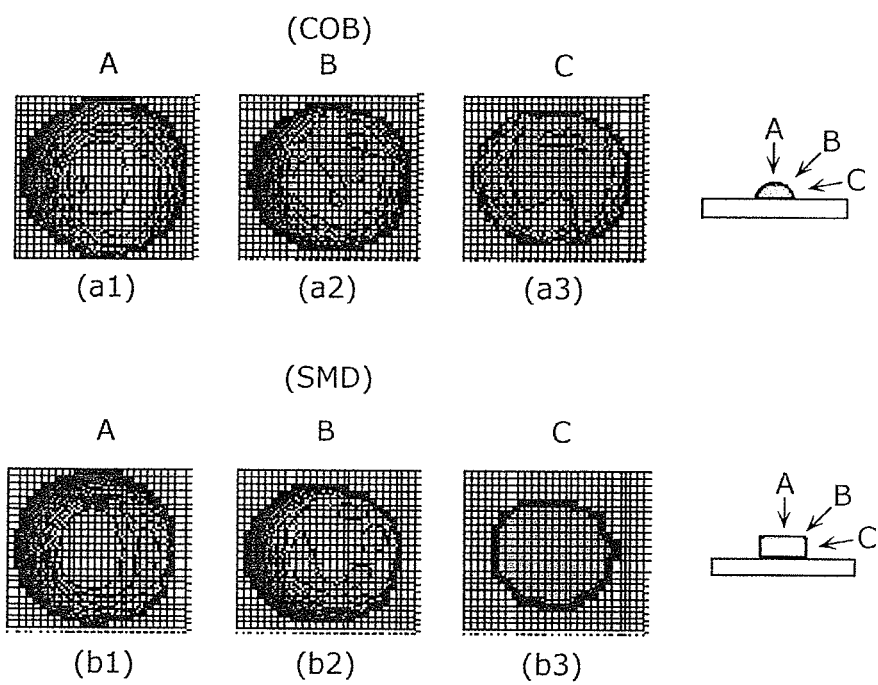 (COB)
A B C
A
B
C
(a1) (a2) (a3)
(SMD)
A B C
A
B
C
(b1) (b2) (b3)